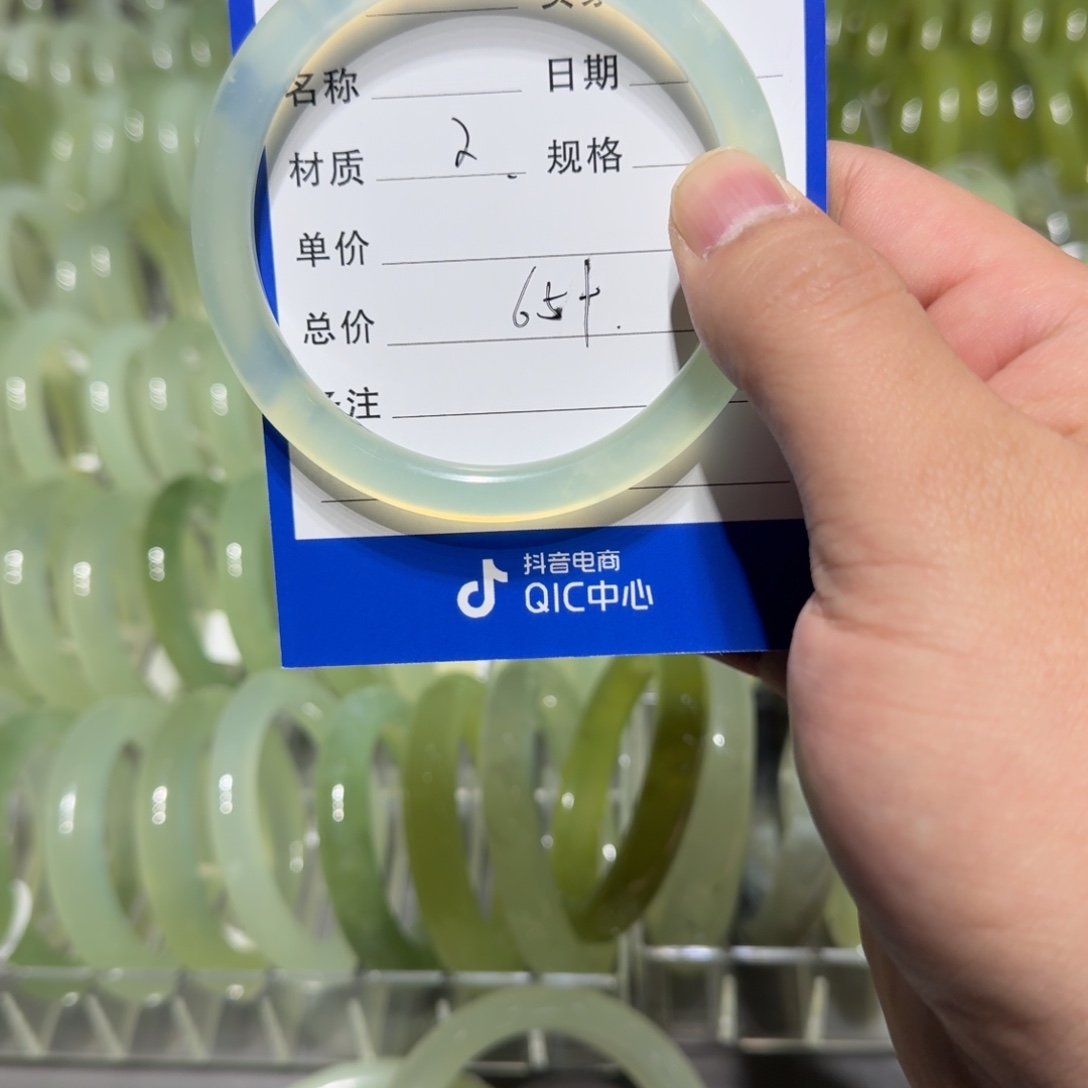 名称 日期
材质 2. 规格
单价
总价 65.
注
抖音电商
QIC中心